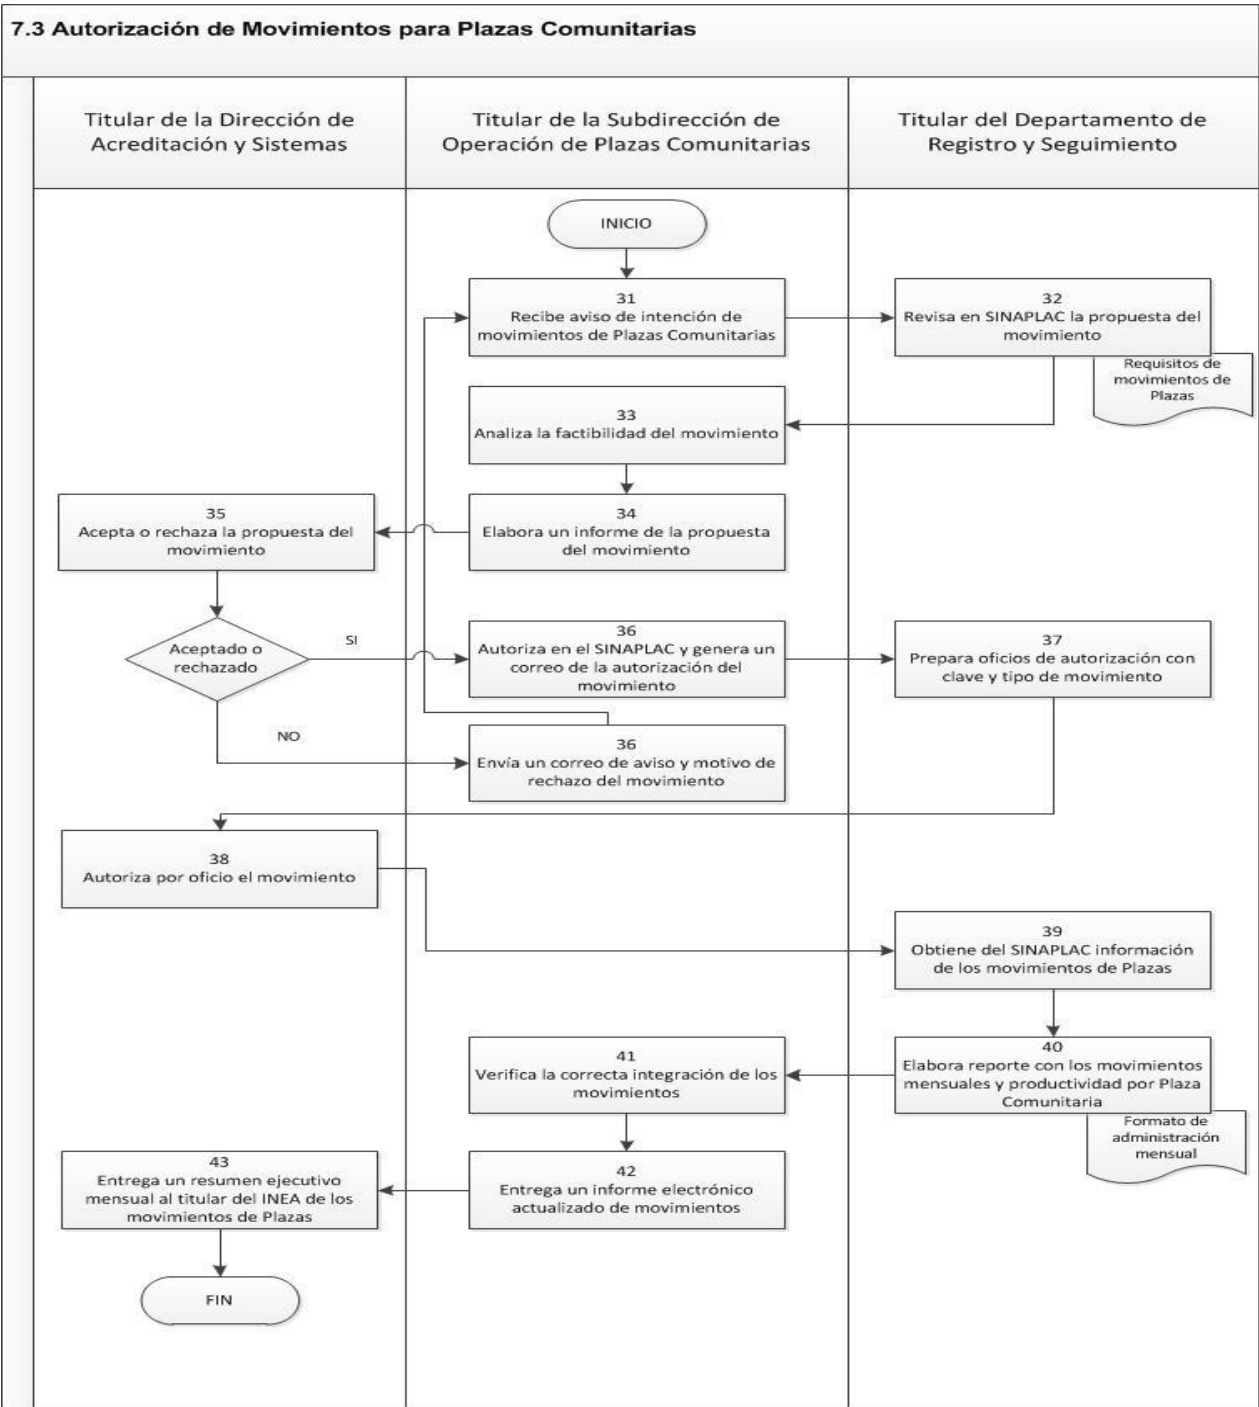 7.3 Autorización de Movimientos para Plazas Comunitarias
Titular de la Dirección de
Acreditación y Sistemas
Titular de la Subdirección de
Operación de Plazas Comunitarias
Titular del Departamento de
Registro y Seguimiento
INICIO
31
Recibe aviso de intención de
movimientos de Plazas Comunitarias
32
Revisa en SINAPLAC la propuesta del
movimiento
Requisitos de
movimientos de
Plazas
33
Analiza la factibilidad del movimiento
34
Elabora un informe de la propuesta
del movimiento
35
Acepta o rechaza la propuesta del
movimiento
Aceptado o
rechazado
SI
36
Autoriza en el SINAPLAC y genera un
correo de la autorización del
movimiento
37
Prepara oficios de autorización con
clave y tipo de movimiento
NO
36
Envía un correo de aviso y motivo de
rechazo del movimiento
38
Autoriza por oficio el movimiento
39
Obtiene del SINAPLAC información
de los movimientos de Plazas
40
Elabora reporte con los movimientos
mensuales y productividad por Plaza
Comunitaria
Formato de
administración
mensual
41
Verifica la correcta integración de los
movimientos
42
Entrega un informe electrónico
actualizado de movimientos
43
Entrega un resumen ejecutivo
mensual al titular del INEA de los
movimientos de Plazas
FIN